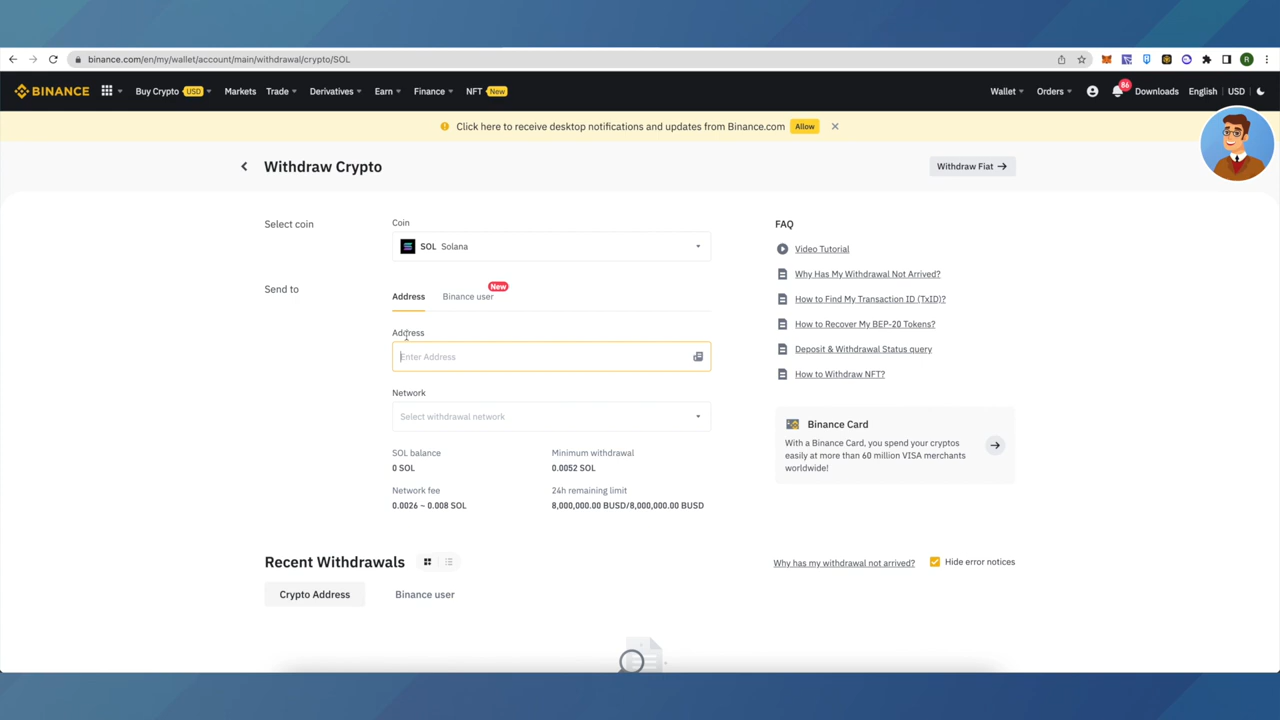 binance.com/en/my/wallet/account/main/withdrawal/crypto/SOL
R
BINANCE Buy Crypto USD Markets Trade Derivatives Earn Finance NFT New Wallet Orders 86 Downloads English USD
Click here to receive desktop notifications and updates from Binance.com Allow
Withdraw Crypto
Withdraw Fiat
Select coin
Coin
SOL Solana
Send to
Address
Binance user
New
Address
Enter Address
Network
Select withdrawal network
SOL balance
0 SOL
Minimum withdrawal
0.0052 SOL
Network fee
0.0026 ~ 0.008 SOL
24h remaining limit
8,000,000.00 BUSD/8,000,000.00 BUSD
FAQ
Video Tutorial
Why Has My Withdrawal Not Arrived?
How to Find My Transaction ID (TxID)?
How to Recover My BEP-20 Tokens?
Deposit & Withdrawal Status query
How to Withdraw NFT?
Binance Card
With a Binance Card, you spend your cryptos
easily at more than 60 million VISA merchants
worldwide!
Recent Withdrawals
Why has my withdrawal not arrived?
Hide error notices
Crypto Address
Binance user